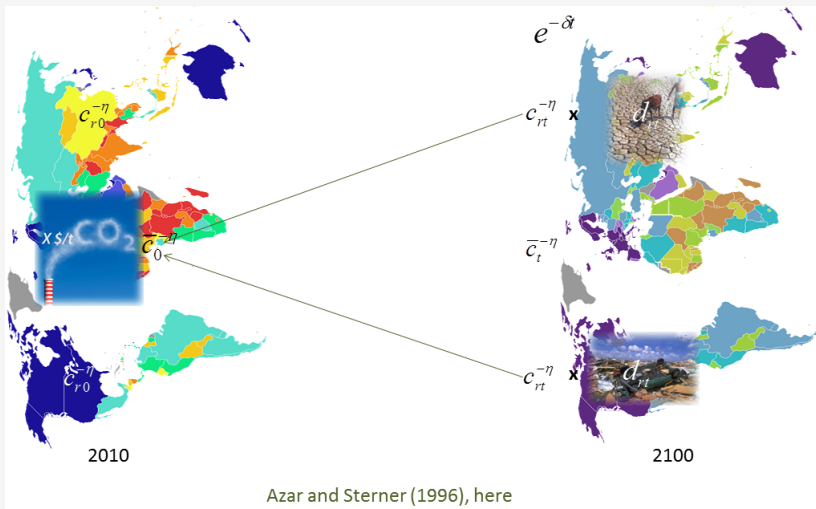 e^{-δt}
c_{r0}^{-η}
c_{rt}^{-η} x d_{rt}
X $/t CO₂
c̄_0^{-η}
c̄_t^{-η}
c_{r0}^{-η}
c_{rt}^{-η} x d_{rt}
2010 2100
Azar and Sterner (1996), here